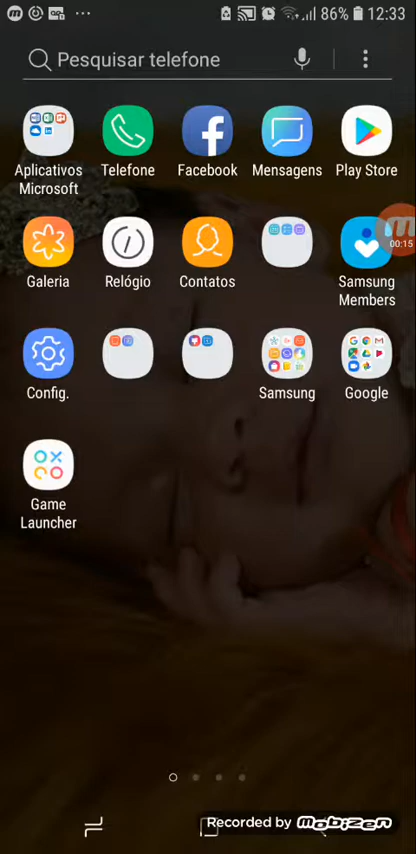 86% 12:33
Pesquisar telefone
Aplicativos
Microsoft
Telefone
Facebook
Mensagens
Play Store
Galeria
Relógio
Contatos
00:15
Samsung
Members
Config.
Samsung
Google
Game
Launcher
Recorded by mobizen